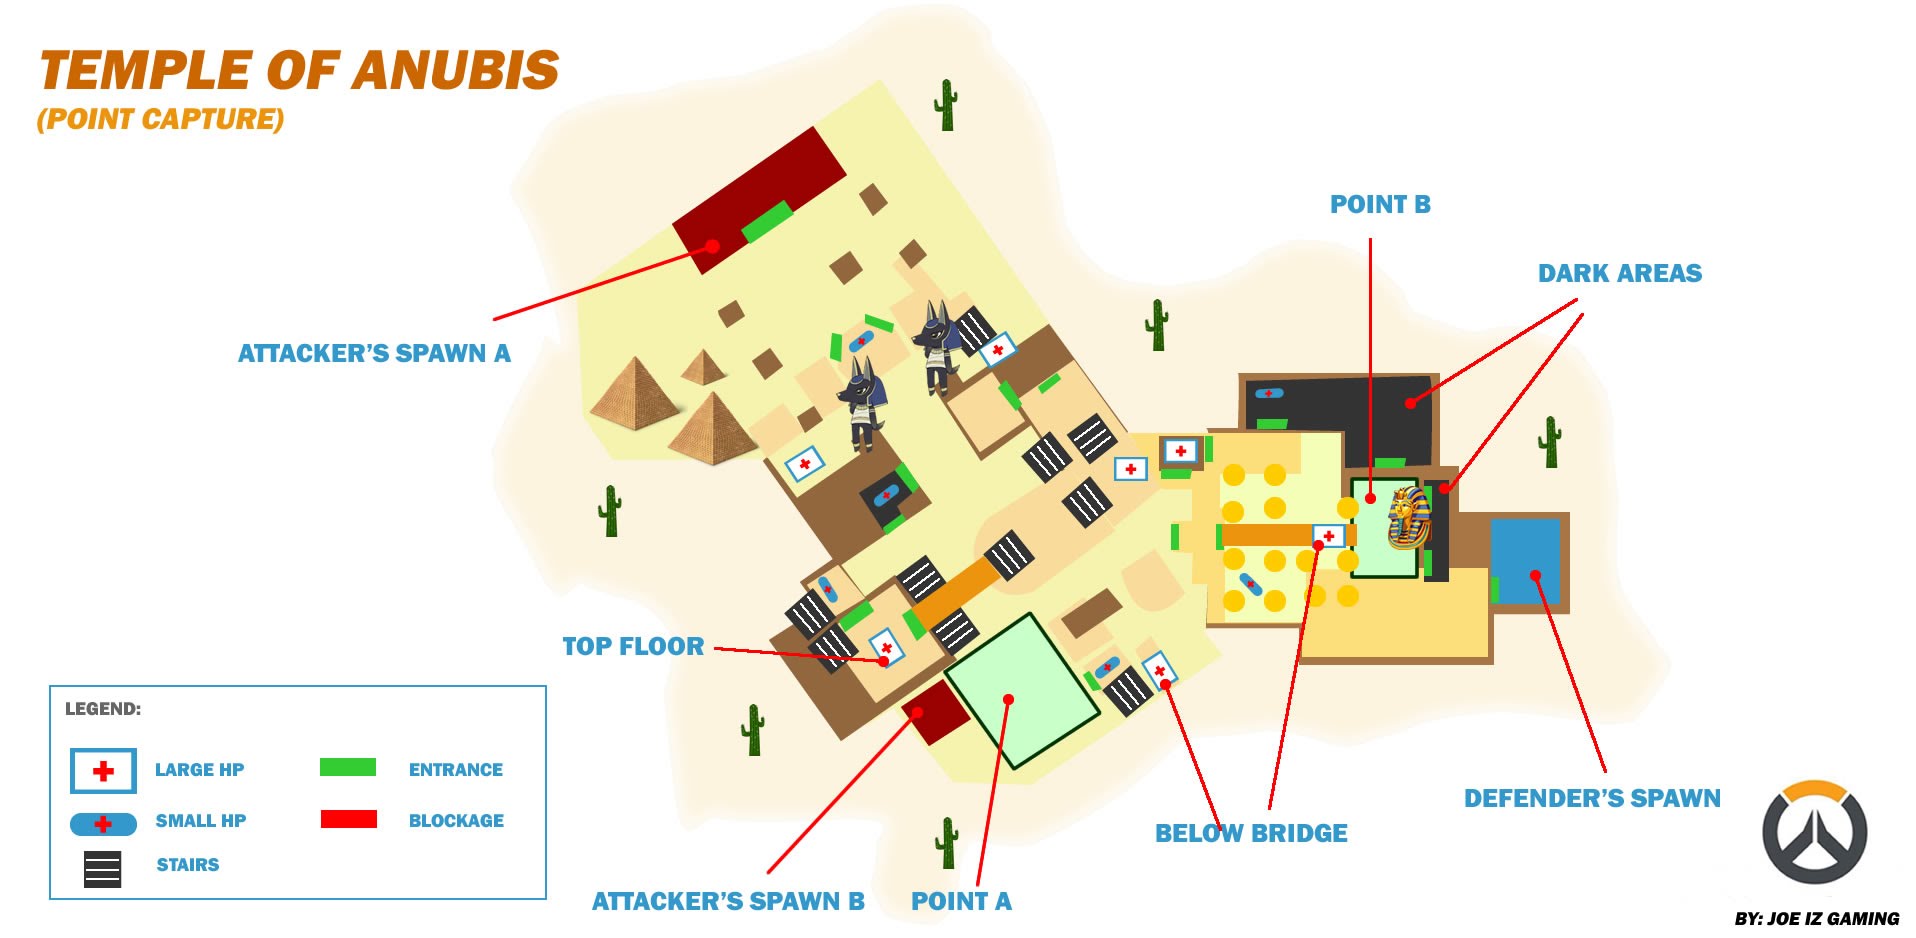 TEMPLE OF ANUBIS
(POINT CAPTURE)
POINT B
DARK AREAS
ATTACKER'S SPAWN A
TOP FLOOR
LEGEND:
LARGE HP
ENTRANCE
SMALL HP
BLOCKAGE
STAIRS
DEFENDER'S SPAWN
BELOW BRIDGE
ATTACKER'S SPAWN B
POINT A
BY: JOE IZ GAMING